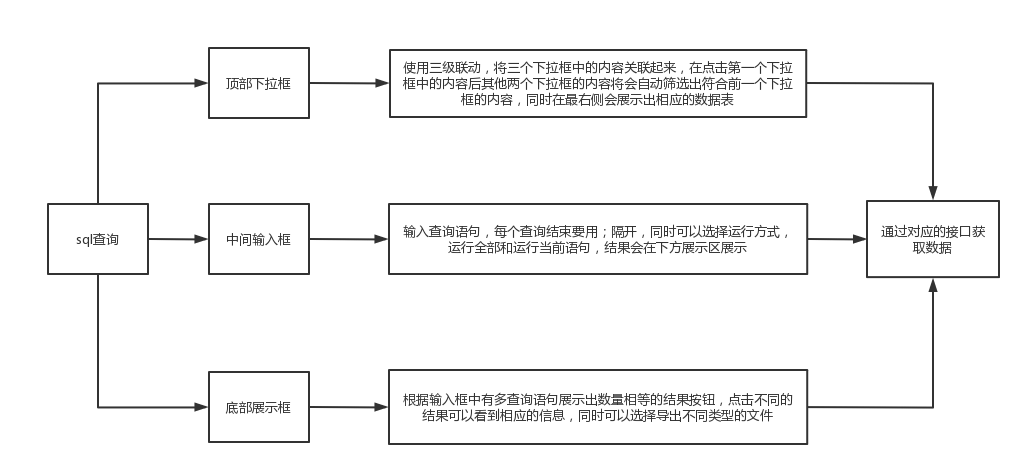 顶部下拉框
使用三级联动，将三个下拉框中的内容关联起来，在点击第一个下拉
框中的内容后其他两个下拉框的内容将会自动筛选出符合前一个下拉
框的内容，同时在最右侧会展示出相应的数据表
sql查询
中间输入框
输入查询语句，每个查询结束要用；隔开，同时可以选择运行方式，
运行全部和运行当前语句，结果会在下方展示区展示
通过对应的接口获
取数据
底部展示框
根据输入框中有多查询语句展示出数量相等的结果按钮，点击不同的
结果可以看到相应的信息，同时可以选择导出不同类型的文件